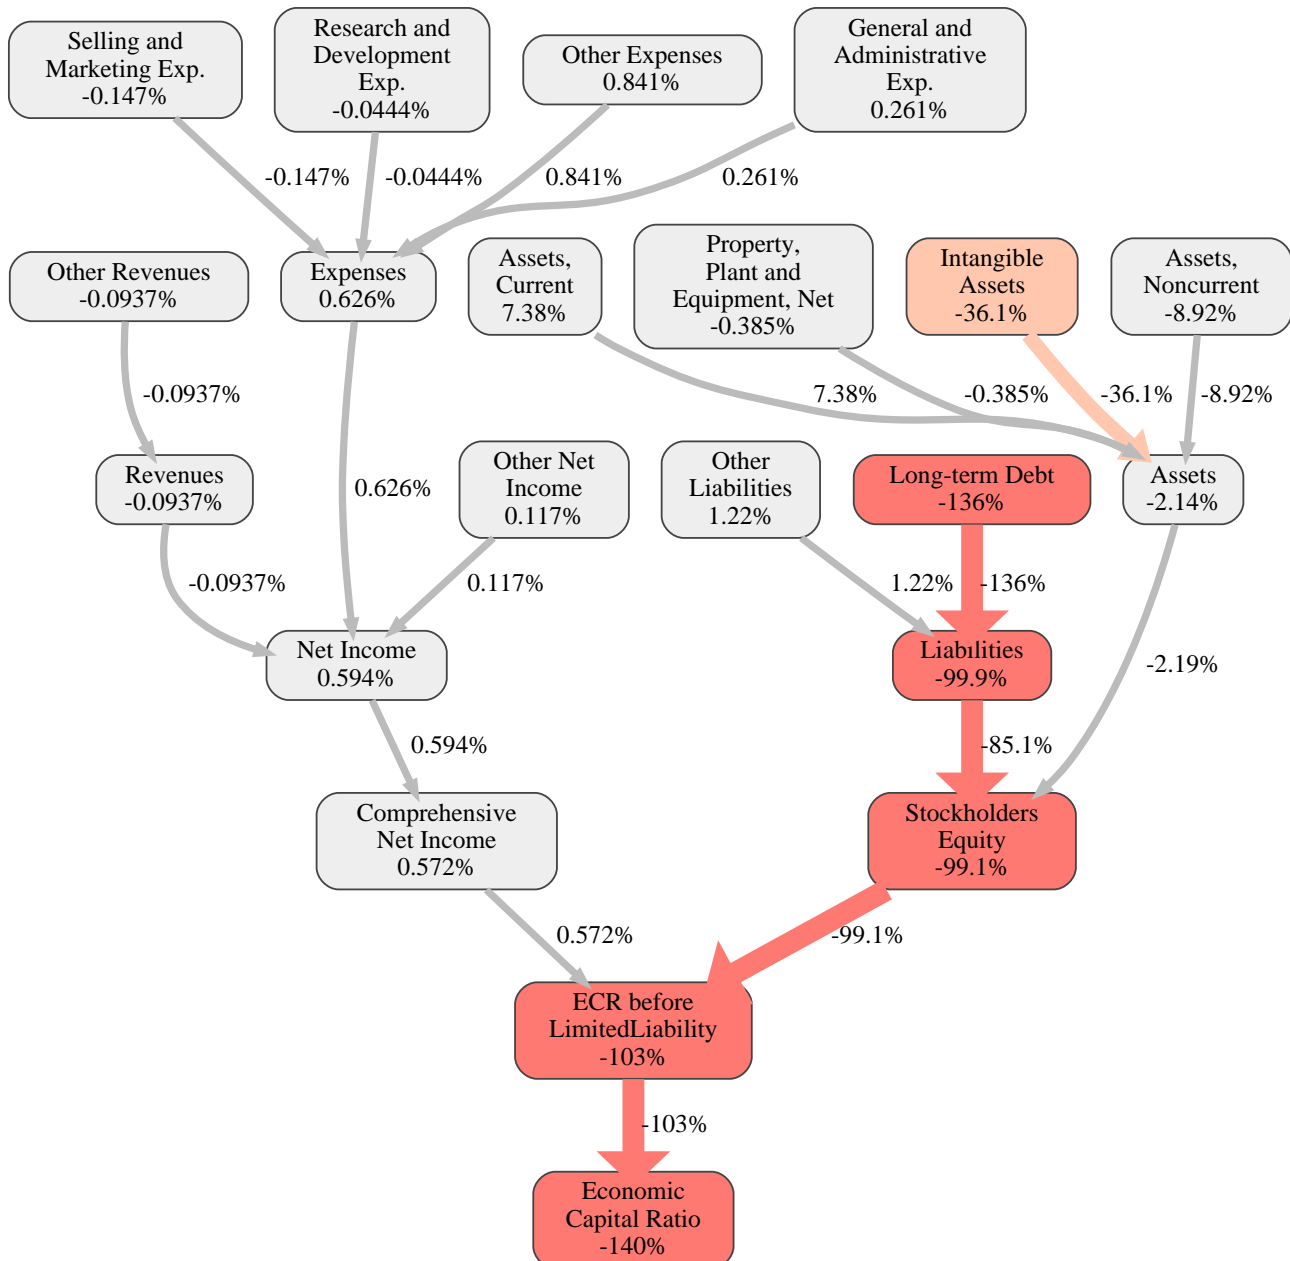 Selling and
Marketing Exp.
-0.147%
Research and
Development
Exp.
-0.0444%
Other Expenses
0.841%
General and
Administrative
Exp.
0.261%
-0.147%
-0.0444%
0.841%
0.261%
Other Revenues
-0.0937%
Expenses
0.626%
Assets,
Current
7.38%
Property,
Plant and
Equipment, Net
-0.385%
Intangible
Assets
-36.1%
Assets,
Noncurrent
-8.92%
-0.0937%
7.38%
-0.385%
-36.1%
-8.92%
Revenues
-0.0937%
0.626%
Other Net
Income
0.117%
Other
Liabilities
1.22%
Long-term Debt
-136%
Assets
-2.14%
-0.0937%
0.117%
1.22%
-136%
Net Income
0.594%
Liabilities
-99.9%
-2.19%
0.594%
-85.1%
Comprehensive
Net Income
0.572%
Stockholders
Equity
-99.1%
0.572%
-99.1%
ECR before
LimitedLiability
-103%
-103%
Economic
Capital Ratio
-140%